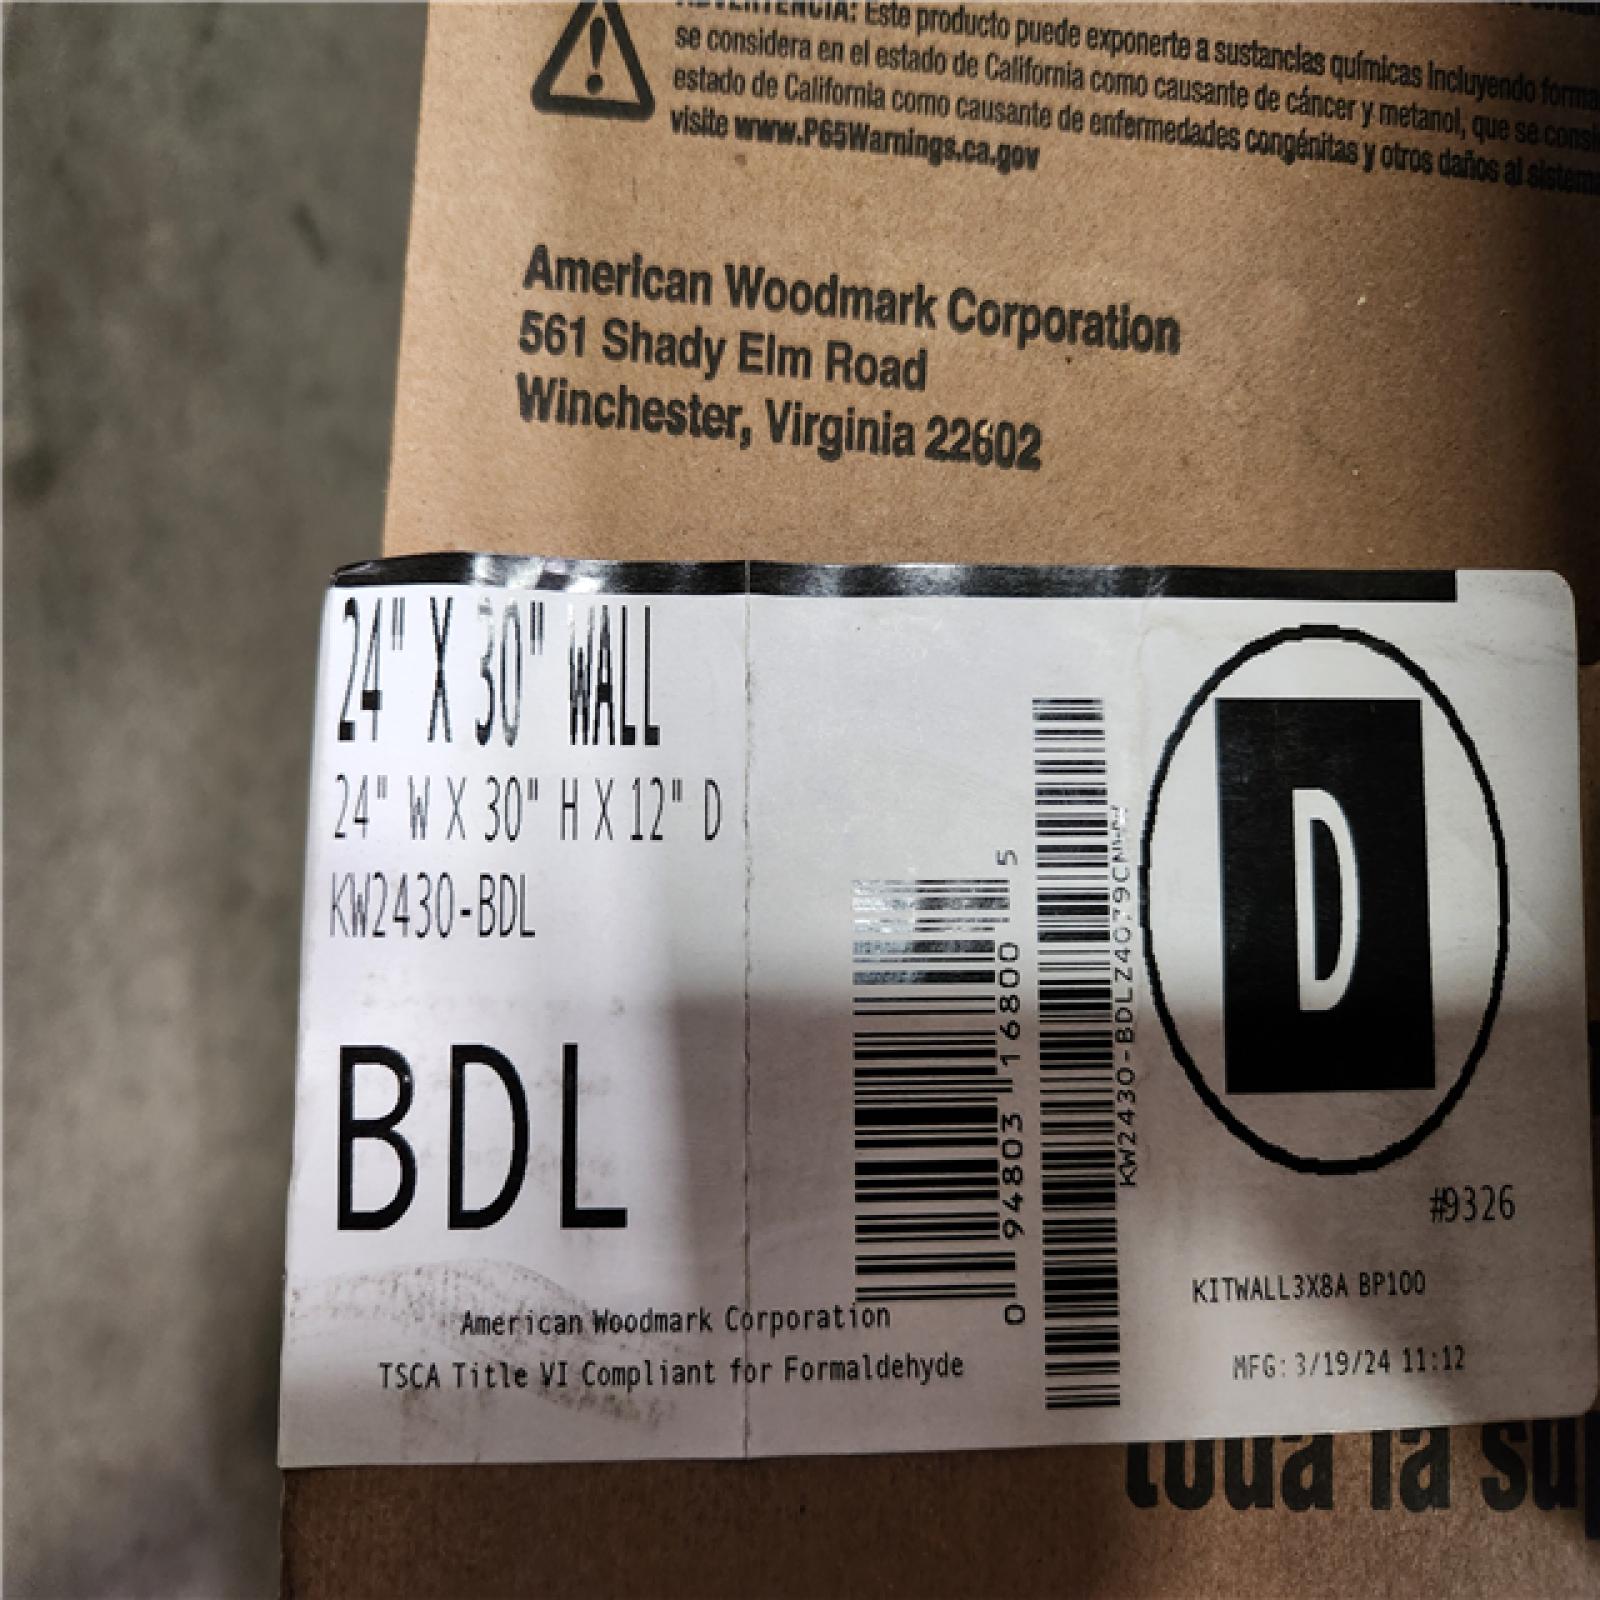 ADVERTENCIA: Este producto puede exponerte a sustancias químicas incluyendo
se considera en el estado de California como causante de cáncer y metanol, que se
estado de California como causante de enfermedades congénitas y otros daños al
visite www.P65Warnings.ca.gov
American Woodmark Corporation
561 Shady Elm Road
Winchester, Virginia 22602
24" X 30" WALL
24" W X 30" H X 12" D
KW2430-BDL
BDL
0 94803 16800 5
D
#9326
KITWALL3X8A BP100
MFG: 3/19/24 11:12
American Woodmark Corporation
TSCA Title VI Compliant for Formaldehyde
toda la